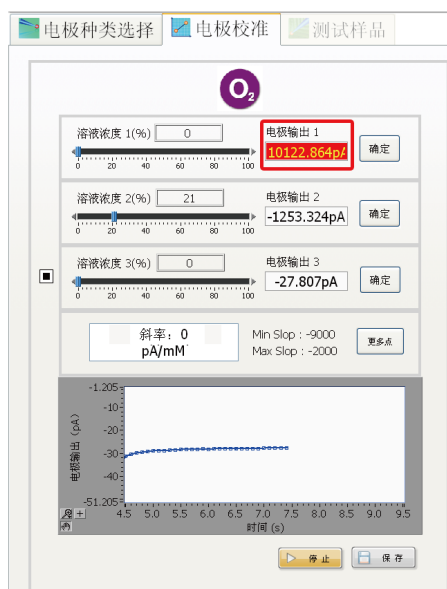 电极种类选择 电极校准 测试样品
O2
溶液浓度 1(%) 0 电极输出 1
10122.864pA 确定
0 20 40 60 80 100
溶液浓度 2(%) 21 电极输出 2
-1253.324pA 确定
0 20 40 60 80 100
溶液浓度 3(%) 0 电极输出 3
-27.807pA 确定
0 20 40 60 80 100
斜率：0 Min Slop : -9000
pA/mM Max Slop : -2000 更多点
-1.205
-10
-20
-30
-40
-51.205
电极输出（pA）
4.5 5.0 5.5 6.0 6.5 7.0 7.5 8.0 8.5 9.0 9.5
时间 (s)
停止 保存